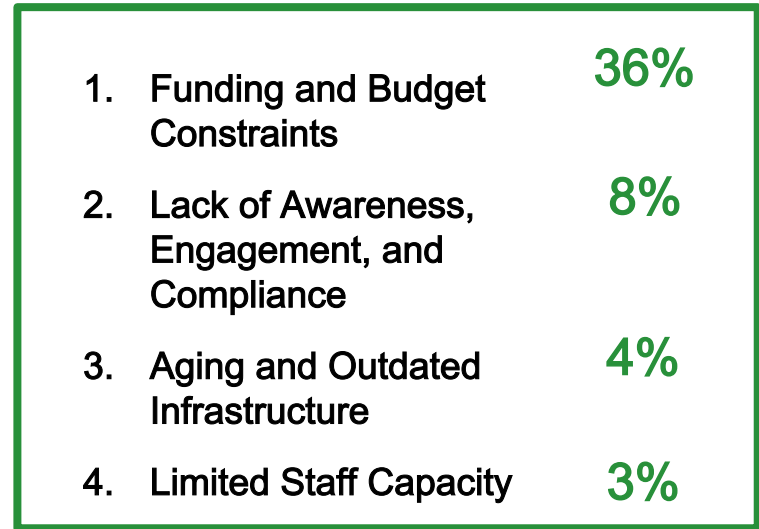 1. Funding and Budget 36%
Constraints
2. Lack of Awareness, 8%
Engagement, and
Compliance
3. Aging and Outdated 4%
Infrastructure
4. Limited Staff Capacity 3%